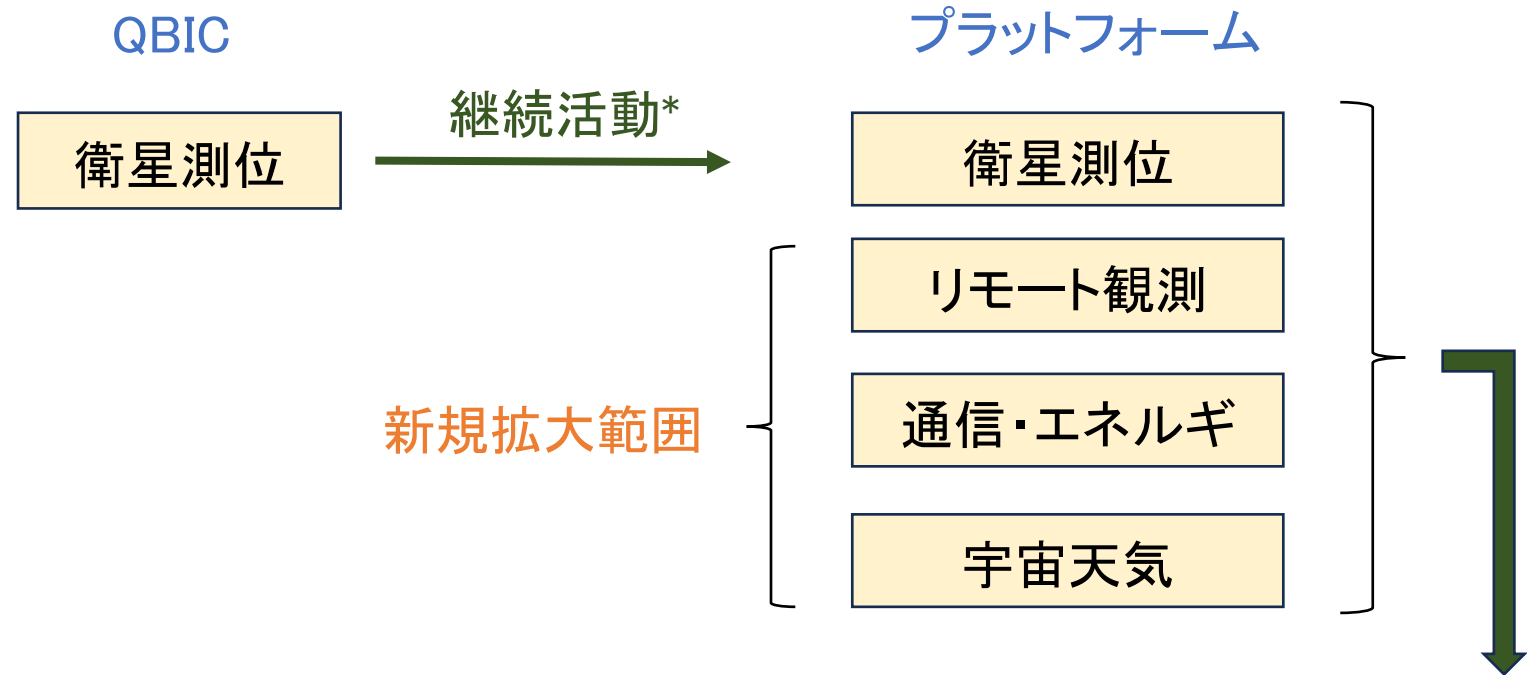 QBIC
プラットフォーム
継続活動*
衛星測位
衛星測位
リモート観測
新規拡大範囲
通信・エネルギ
宇宙天気